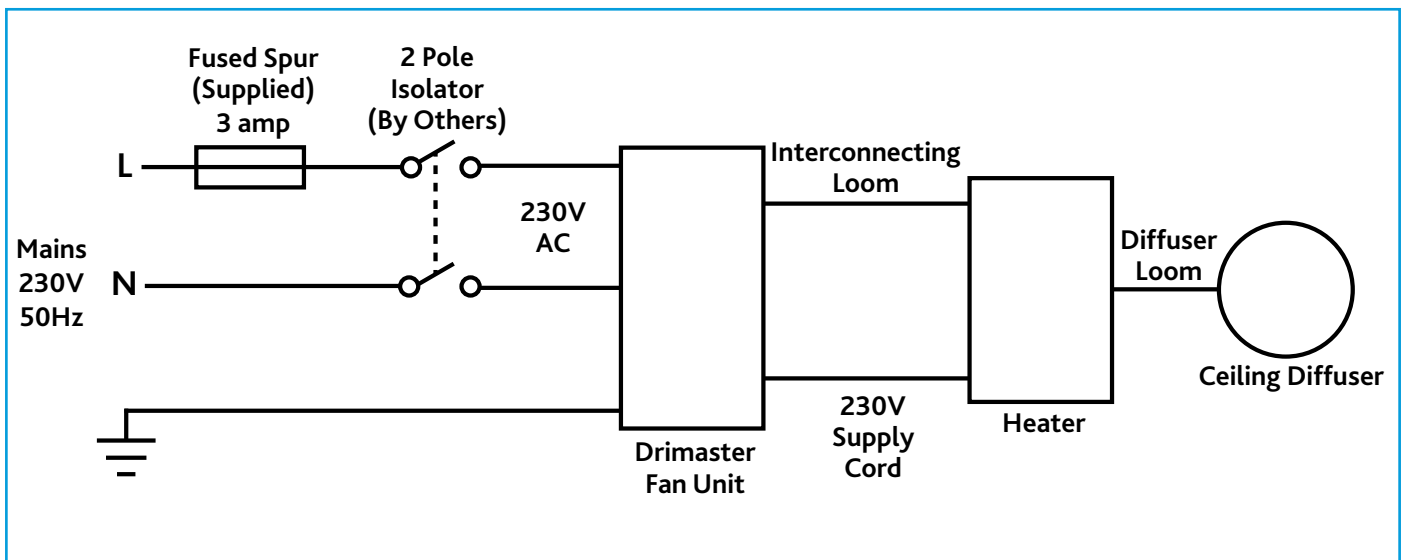 Fused Spur
(Supplied)
3 amp
2 Pole
Isolator
(By Others)
L
Mains
230V
50Hz
N
230V
AC
Drimaster
Fan Unit
Interconnecting
Loom
230V
Supply
Cord
Heater
Diffuser
Loom
Ceiling Diffuser